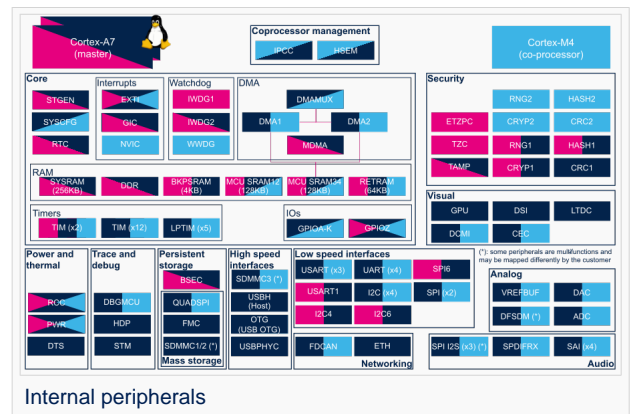 Cortex-A7
(master)
Coprocessor management
IPCC
HSEM
Cortex-M4
(co-processor)
Core
STGEN
SYSCFG
RTC
Interrupts
EXTI
GIC
NVIC
Watchdog
IWDG1
IWDG2
WWDG
DMA
DMAMUX
DMA1
DMA2
MDMA
Security
RNG2
HASH2
ETZPC
CRYP2
CRC2
TZC
RNG1
HASH1
TAMP
CRYP1
CRC1
RAM
SYSRAM
(256KB)
DDR
BKPSRAM
(4KB)
MCU SRAM12
(128KB)
MCU SRAM34
(128KB)
RETRAM
(64KB)
Timers
TIM (x2)
TIM (x12)
LPTIM (x5)
IOs
GPIOA-K
GPIOZ
Visual
GPU
DSI
LTDC
DCMI
CEC
(*): some peripherals are multifunctions and
may be mapped differently by the customer
Power and
thermal
RCC
PWR
DTS
Trace and
debug
DBGMCU
HDP
STM
Persistent
storage
BSEC
QUADSPI
FMC
SDMMC1/2 (*)
Mass storage
High speed
interfaces
SDMMC3 (*)
USBH
(Host)
OTG
(USB OTG)
USBPHYC
Low speed interfaces
USART (x3)
UART (x4)
SPI6
USART1
I2C (x4)
SPI (x2)
I2C4
I2C6
FDCAN
ETH
Networking
Analog
VREFBUF
DAC
DFSDM (*)
ADC
SPI I2S (x3) (*)
SPDIFRX
SAI (x4)
Audio
Internal peripherals